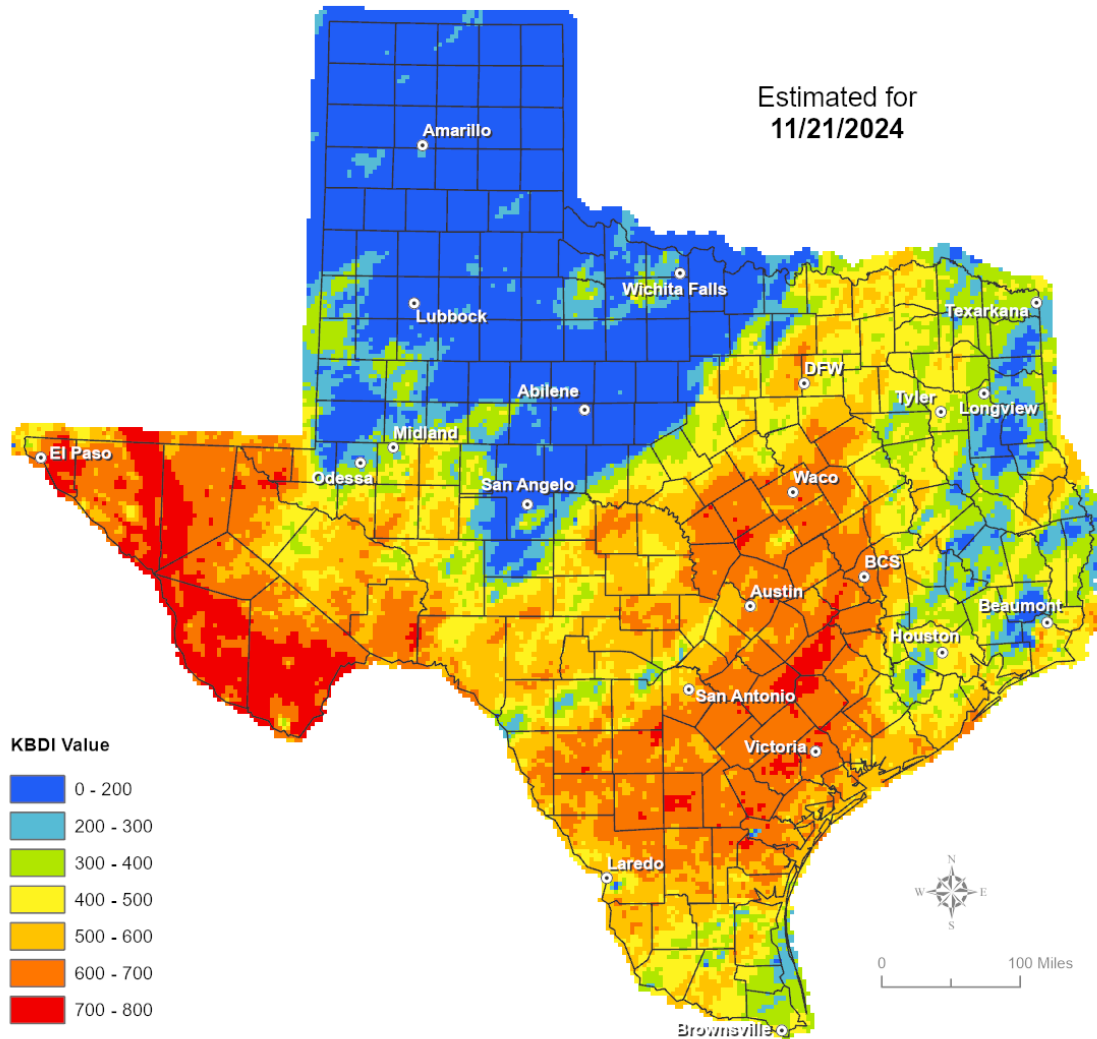 Estimated for
11/21/2024
Amarillo
Wichita Falls
Lubbock
Texarkana
DFW
Abilene
Tyler
Longview
Midland
El Paso
Odessa
San Angelo
Waco
BCS
Austin
Beaumont
Houston
San Antonio
Victoria
KBDI Value
0 - 200
200 - 300
300 - 400
400 - 500
500 - 600
600 - 700
700 - 800
Laredo
N
W E
S
0 100 Miles
Brownsville